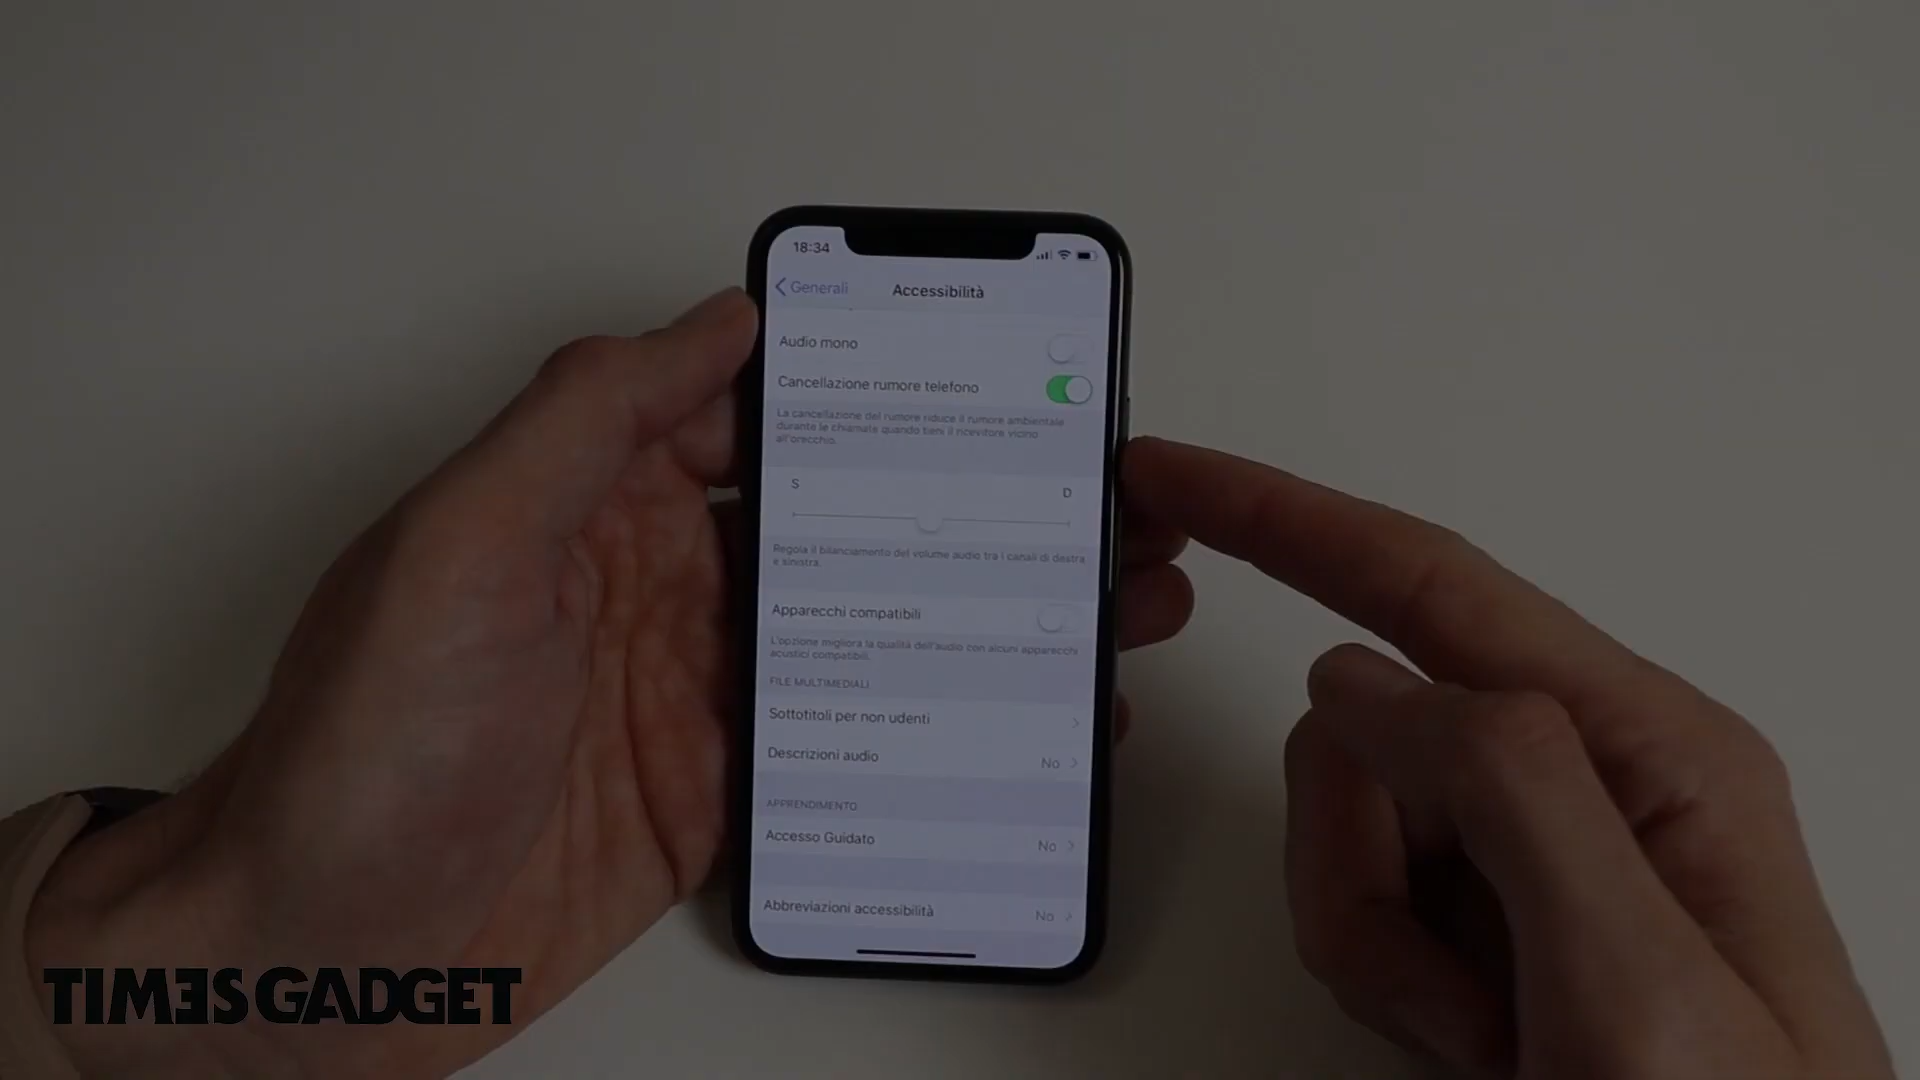 18:34
Generali
Accessibilità
Audio mono
Cancellazione rumore telefono
La cancellazione del rumore riduce il rumore ambientale
durante le chiamate quando tieni il ricevitore vicino
all'orecchio.
S
D
Regola il bilanciamento del volume audio tra i canali di destra
e sinistra.
Apparecchi compatibili
L'opzione migliora la qualità dell'audio con alcuni apparecchi
acustici compatibili.
FILE MULTIMEDIALI
Sottotitoli per non udenti
Descrizioni audio No
APPRENDIMENTO
Accesso Guidato No
Abbreviazioni accessibilità No
TIMES GADGET